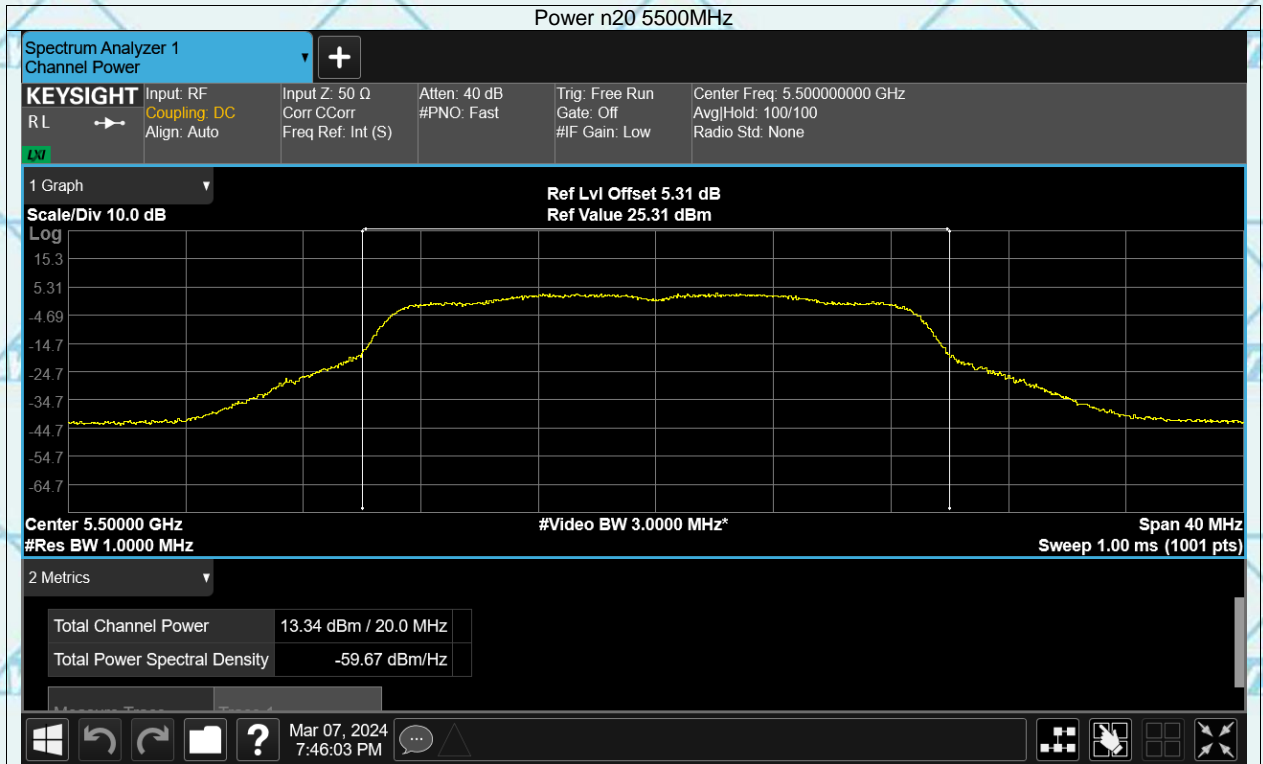 Power n20 5500MHz
Spectrum Analyzer 1
Channel Power
KEYSIGHT
R L
LXI
Input: RF
Coupling: DC
Align: Auto
Input Z: 50 Ω
Corr CCorr
Freq Ref: Int (S)
Atten: 40 dB
#PNO: Fast
Trig: Free Run
Gate: Off
#IF Gain: Low
Center Freq: 5.500000000 GHz
Avg|Hold: 100/100
Radio Std: None
1 Graph
Scale/Div 10.0 dB
Ref Lvl Offset 5.31 dB
Ref Value 25.31 dBm
Log
15.3
5.31
-4.69
-14.7
-24.7
-34.7
-44.7
-54.7
-64.7
Center 5.50000 GHz
#Res BW 1.0000 MHz
#Video BW 3.0000 MHz*
Span 40 MHz
Sweep 1.00 ms (1001 pts)
2 Metrics
Total Channel Power 13.34 dBm / 20.0 MHz
Total Power Spectral Density -59.67 dBm/Hz
?
Mar 07, 2024
7:46:03 PM